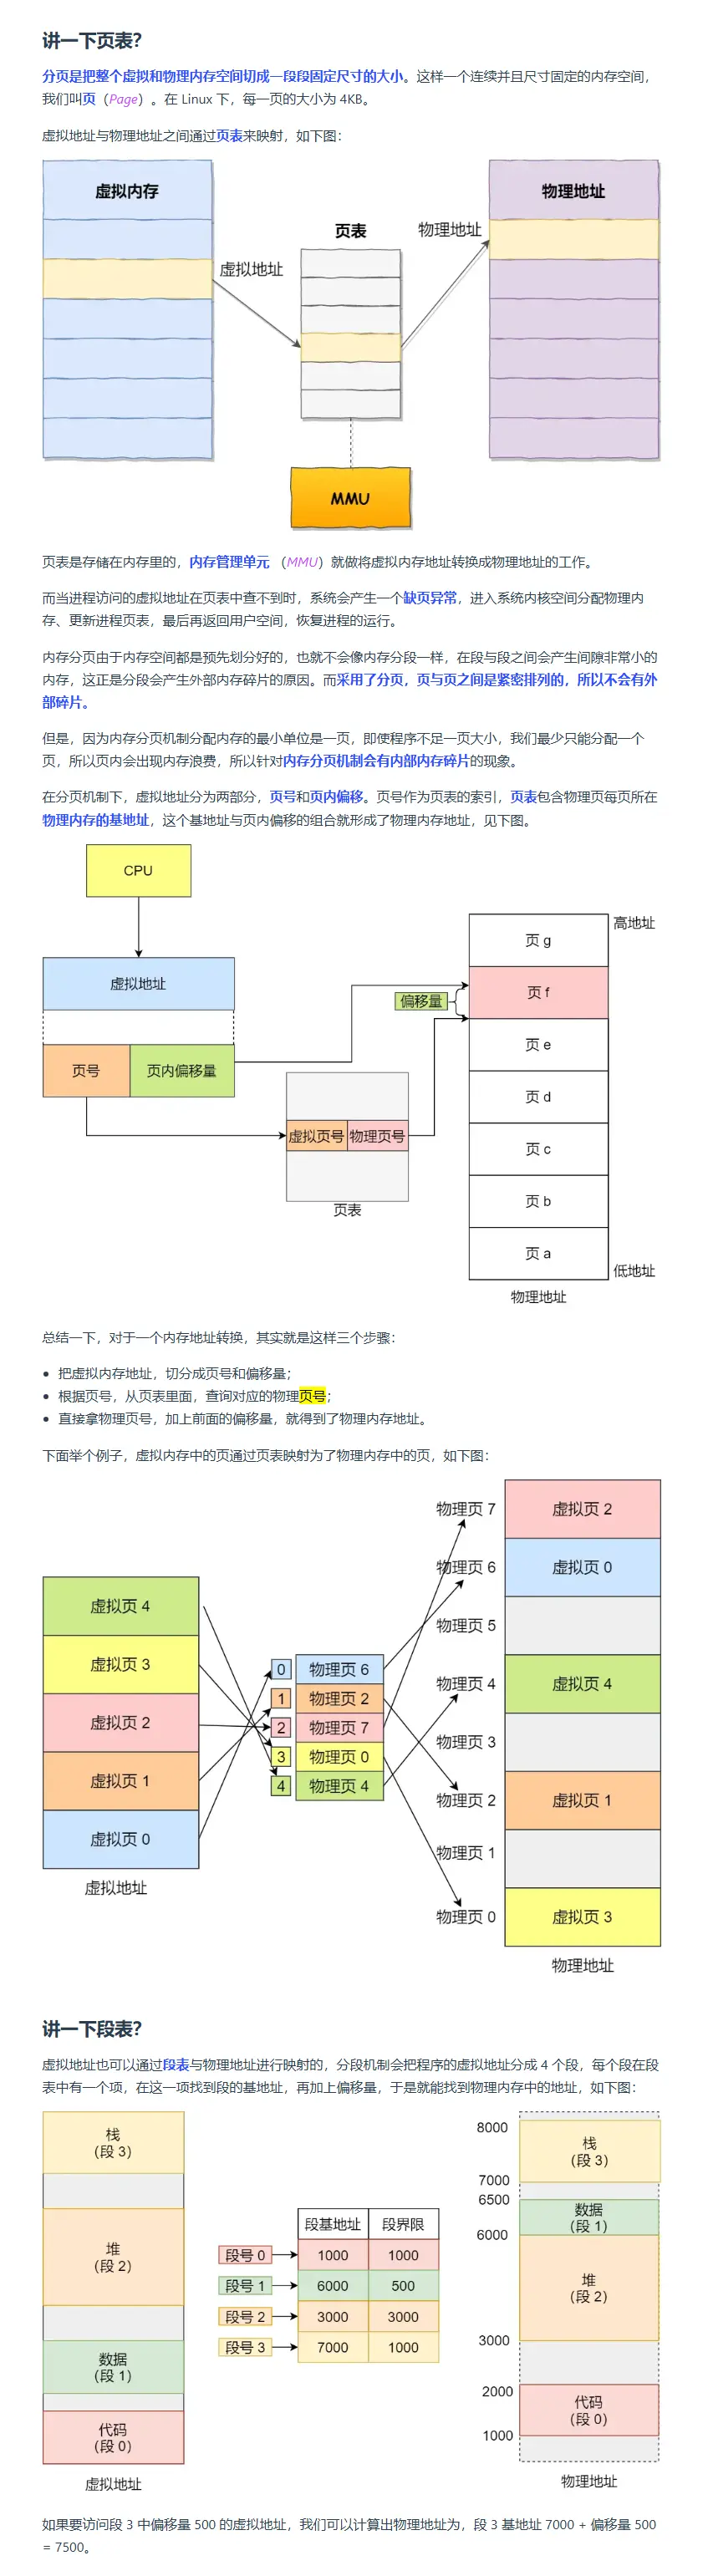 讲一下页表？
分页是把整个虚拟和物理内存空间切成一段段固定尺寸的大小。这样一个连续并且尺寸固定的内存空间，
我们叫页（Page）。在 Linux 下，每一页的大小为 4KB。
虚拟地址与物理地址之间通过页表来映射，如下图：
虚拟内存
物理地址
页表
物理地址
虚拟地址
MMU
页表是存储在内存里的，内存管理单元 （MMU）就做将虚拟内存地址转换成物理地址的工作。
而当进程访问的虚拟地址在页表中查不到时，系统会产生一个缺页异常，进入系统内核空间分配物理内
存、更新进程页表，最后再返回用户空间，恢复进程的运行。
内存分页由于内存空间都是预先划分好的，也就不会像内存分段一样，在段与段之间会产生间隙非常小的
内存，这正是分段会产生外部内存碎片的原因。而采用了分页，页与页之间是紧密排列的，所以不会有外
部碎片。
但是，因为内存分页机制分配内存的最小单位是一页，即使程序不足一页大小，我们最少只能分配一个
页，所以页内会出现内存浪费，所以针对内存分页机制会有内部内存碎片的现象。
在分页机制下，虚拟地址分为两部分，页号和页内偏移。页号作为页表的索引，页表包含物理页每页所在
物理内存的基地址，这个基地址与页内偏移的组合就形成了物理内存地址，见下图。
CPU
高地址
页 g
虚拟地址
页 f
偏移量
页 e
页号
页内偏移量
页 d
虚拟页号
物理页号
页 c
页表
页 b
页 a
低地址
物理地址
总结一下，对于一个内存地址转换，其实就是这样三个步骤：
• 把虚拟内存地址，切分成页号和偏移量；
• 根据页号，从页表里面，查询对应的物理页号；
• 直接拿物理页号，加上前面的偏移量，就得到了物理内存地址。
下面举个例子，虚拟内存中的页通过页表映射为了物理内存中的页，如下图：
物理页 7
虚拟页 2
物理页 6
虚拟页 0
虚拟页 4
物理页 5
虚拟页 3
0
物理页 6
物理页 4
虚拟页 4
1
物理页 2
虚拟页 2
2
物理页 7
物理页 3
3
物理页 0
虚拟页 1
4
物理页 4
物理页 2
虚拟页 1
虚拟页 0
物理页 1
虚拟地址
物理页 0
虚拟页 3
物理地址
讲一下段表？
虚拟地址也可以通过段表与物理地址进行映射的，分段机制会把程序的虚拟地址分成 4 个段，每个段在段
表中有一个项，在这一项找到段的基地址，再加上偏移量，于是就能找到物理内存中的地址，如下图：
栈
（段 3）
堆
（段 2）
数据
（段 1）
代码
（段 0）
虚拟地址
段基地址
段界限
段号 0
1000
1000
段号 1
6000
500
段号 2
3000
3000
段号 3
7000
1000
8000
栈
（段 3）
7000
6500
数据
（段 1）
6000
堆
（段 2）
3000
2000
代码
（段 0）
1000
物理地址
如果要访问段 3 中偏移量 500 的虚拟地址，我们可以计算出物理地址为，段 3 基地址 7000 + 偏移量 500
= 7500。